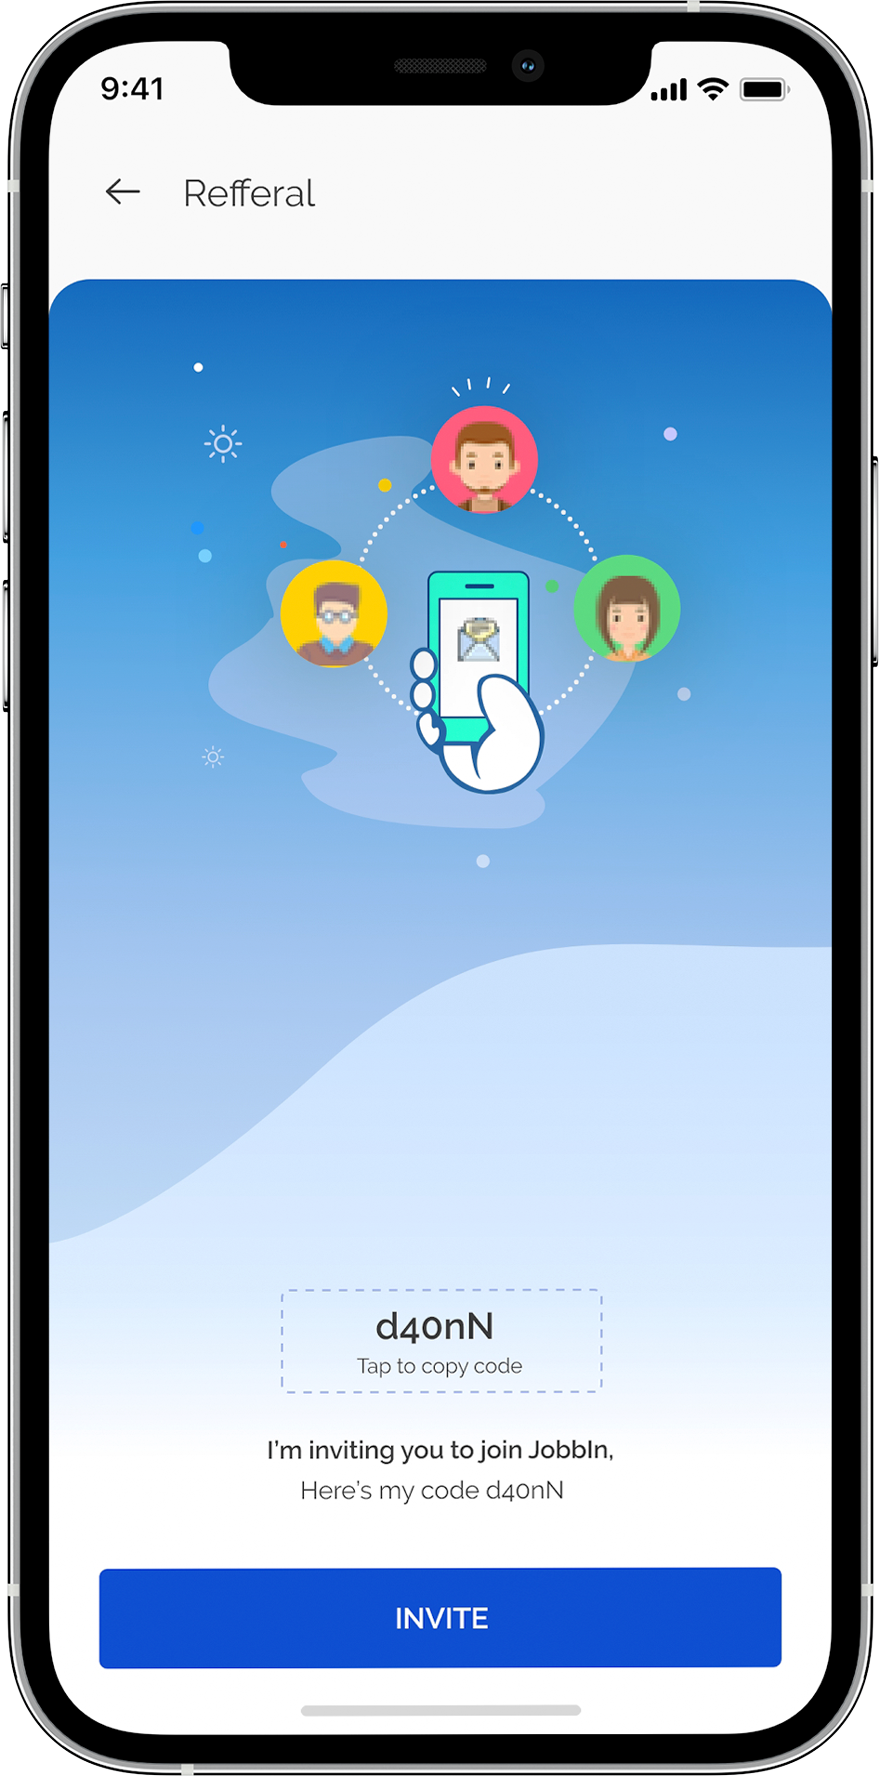 9:41
Refferal
d40nN
Tap to copy code
I'm inviting you to join JobbIn,
Here's my code d40nN
INVITE